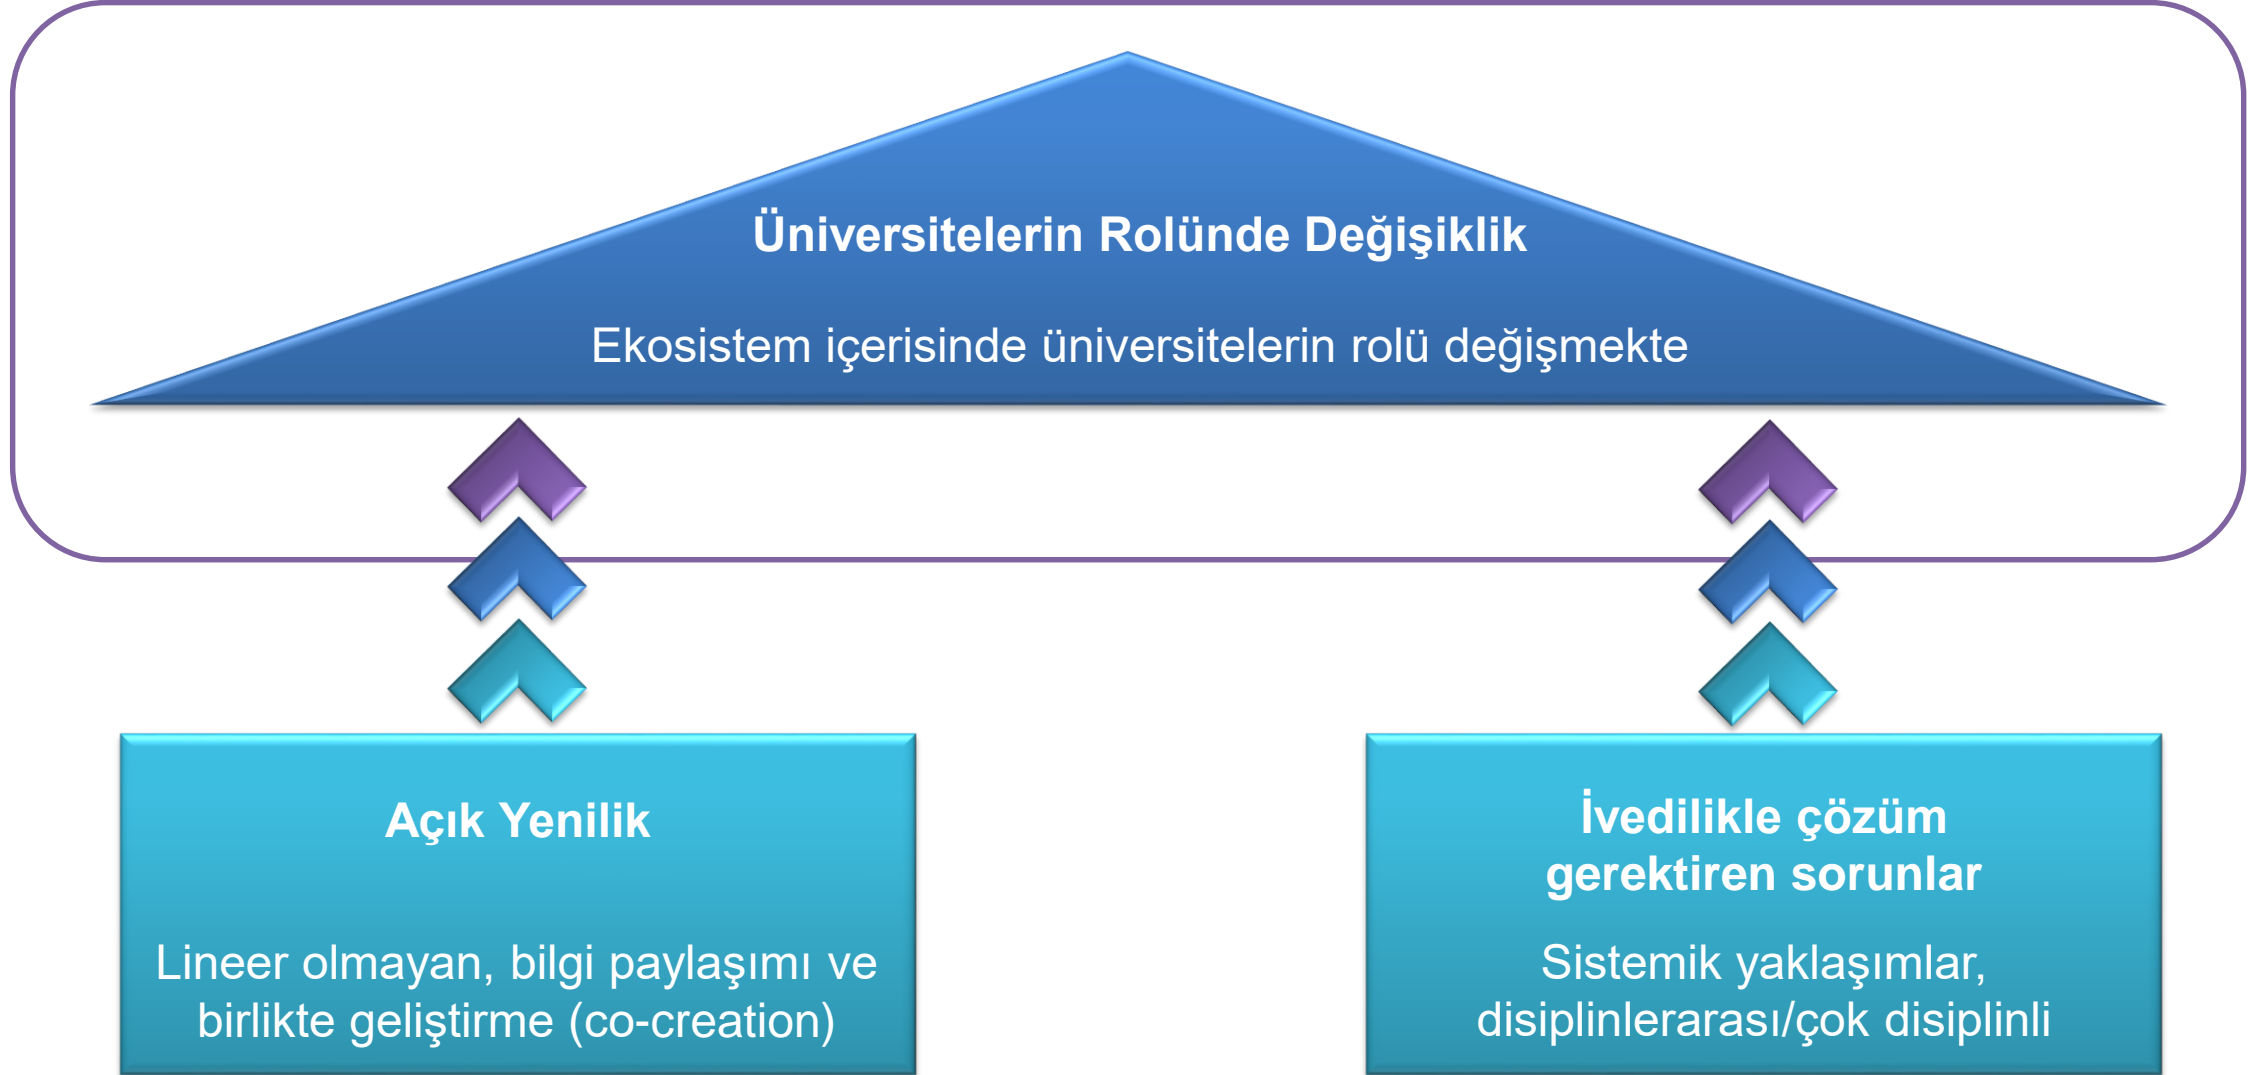 Üniversitelerin Rolünde Değişiklik
Ekosistem içerisinde üniversitelerin rolü değişmekte
Açık Yenilik
Lineer olmayan, bilgi paylaşımı ve
birlikte geliştirme (co-creation)
İvedilikle çözüm
gerektiren sorunlar
Sistemik yaklaşımlar,
disiplinlerarası/çok disiplinli